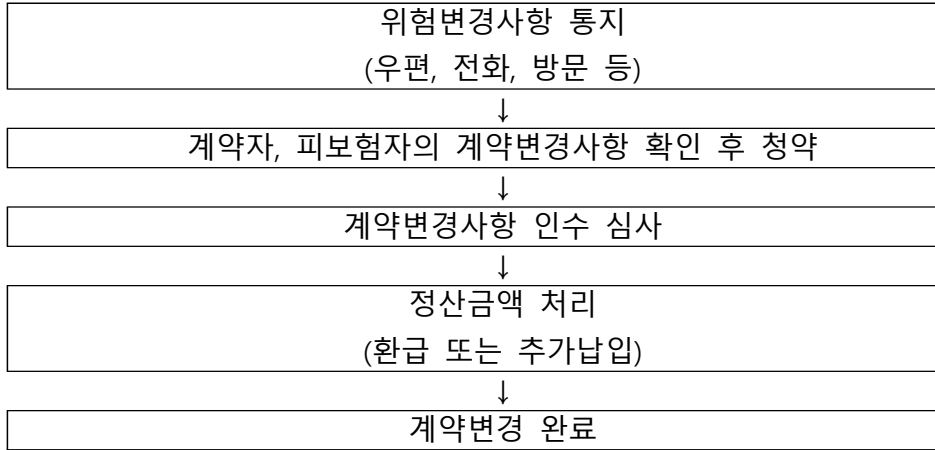 위험변경사항 통지
(우편, 전화, 방문 등)
↓
계약자, 피보험자의 계약변경사항 확인 후 청약
↓
계약변경사항 인수 심사
↓
정산금액 처리
(환급 또는 추가납입)
↓
계약변경 완료